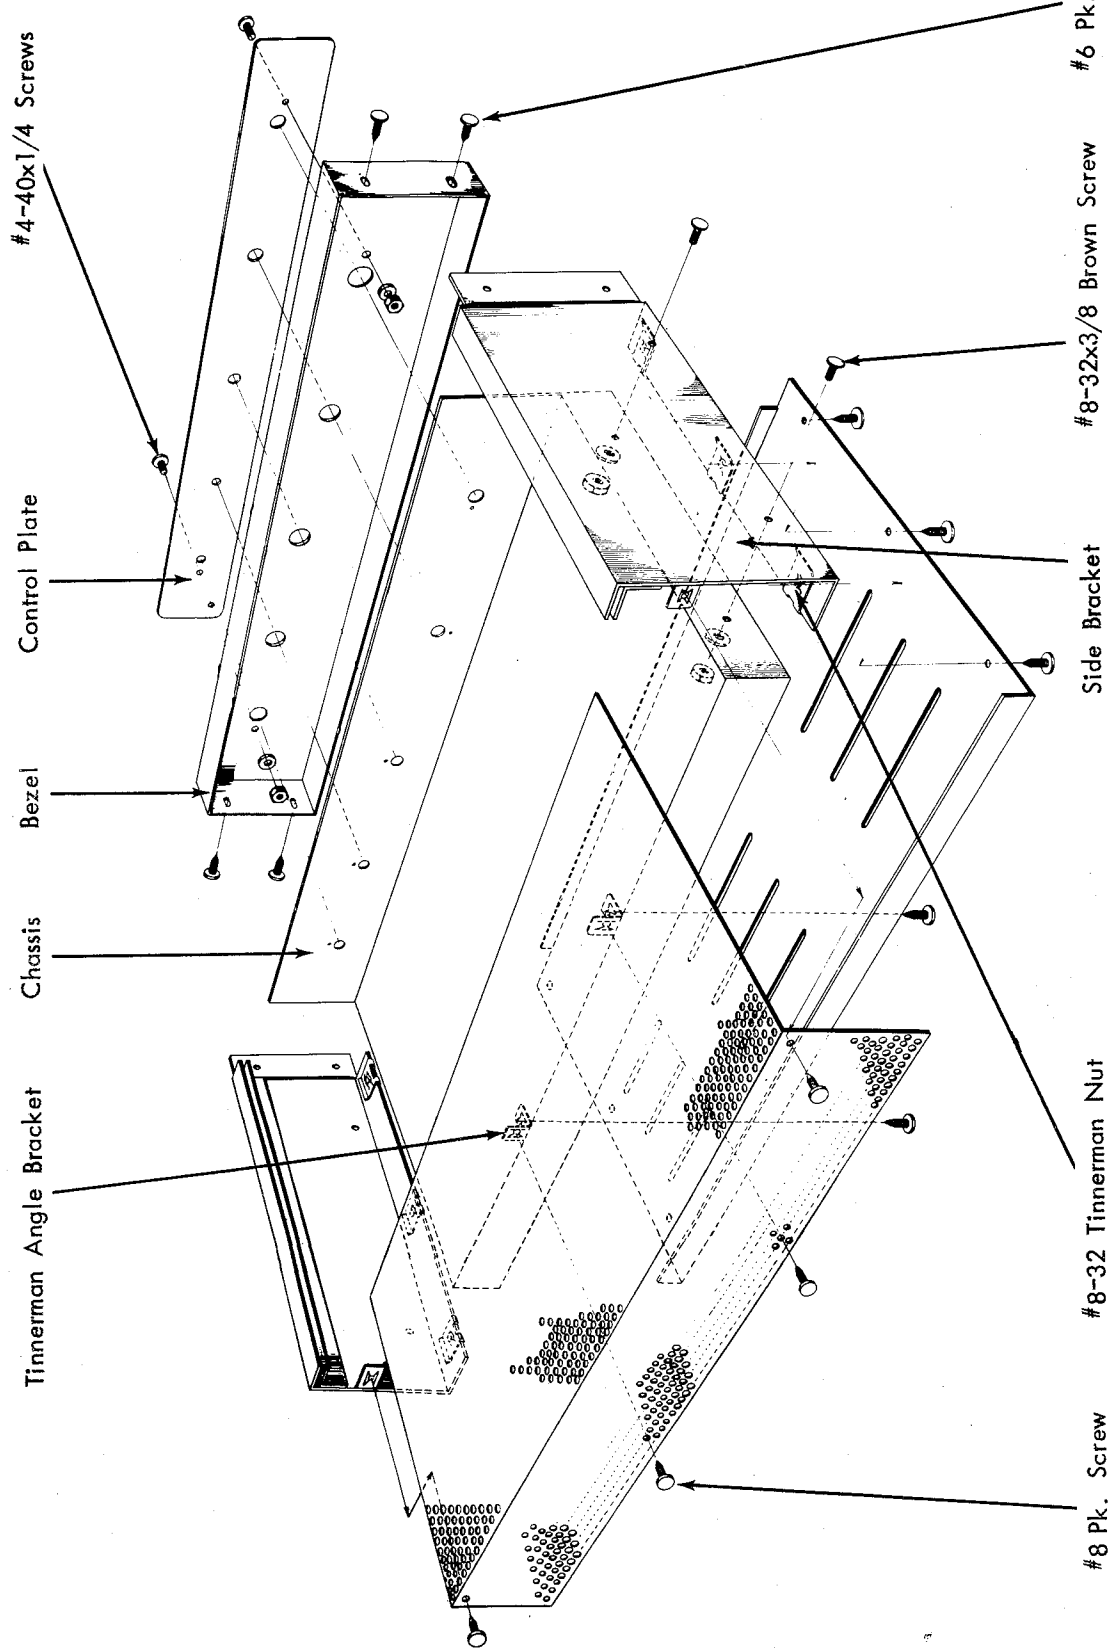 Tinnerman Angle Bracket
Chassis
Bezel
Control Plate
#4-40x1/4 Screws
#8 Pk. Screw
#8-32 Tinnerman Nut
Side Bracket
#8-32x3/8 Brown Screw
#6 Pk.